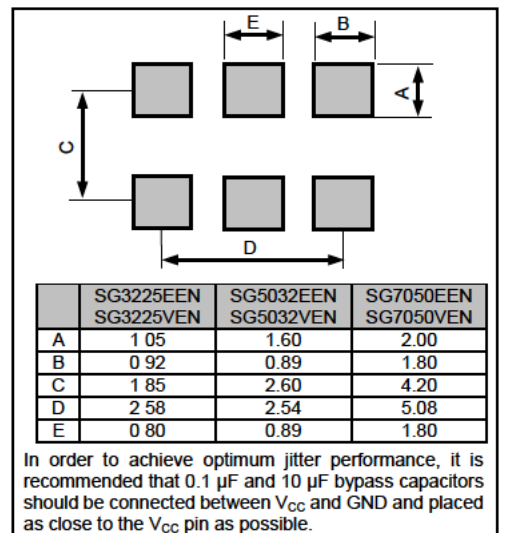 E
B
A
C
D
SG3225EEN SG5032EEN SG7050EEN
SG3225VEN SG5032VEN SG7050VEN
A 1 05 1.60 2.00
B 0 92 0.89 1.80
C 1 85 2.60 4.20
D 2 58 2.54 5.08
E 0 80 0.89 1.80
In order to achieve optimum jitter performance, it is
recommended that 0.1 µF and 10 µF bypass capacitors
should be connected between VCC and GND and placed
as close to the VCC pin as possible.